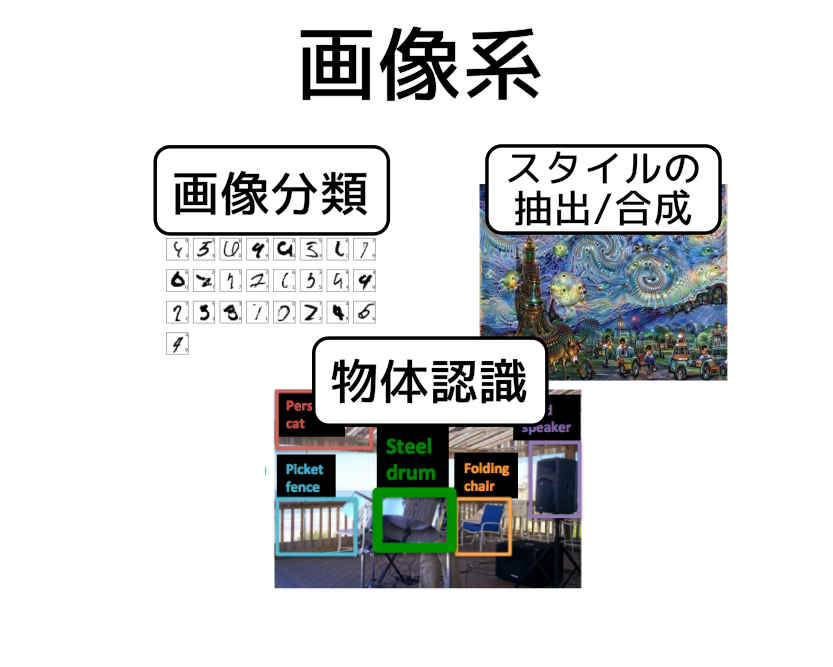 画像系
画像分類
スタイルの
抽出/合成
物体認識
cat
Steel
drum
speaker
Picket
fence
Folding
chair